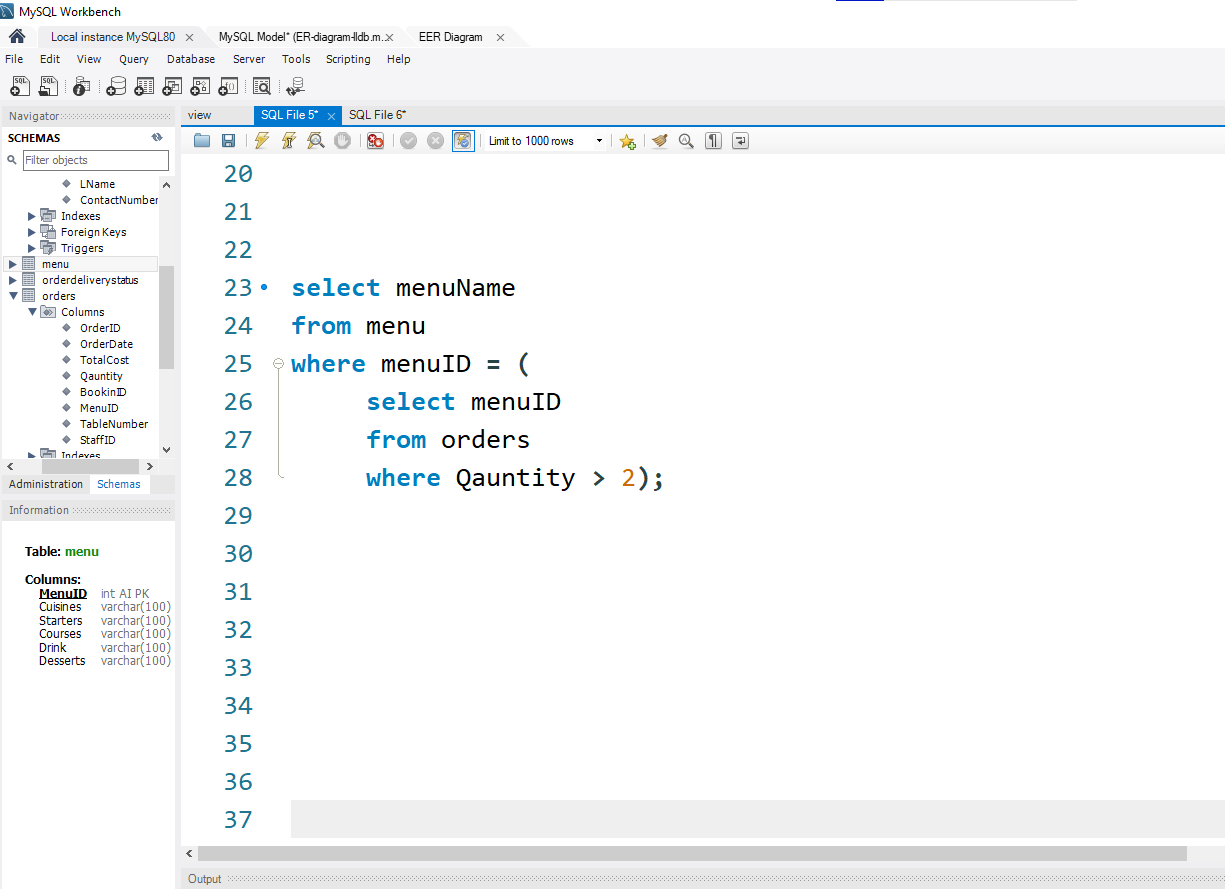 MySQL Workbench
Local instance MySQL80 MySQL Model* (ER-diagram-lldb.m... EER Diagram
File Edit View Query Database Server Tools Scripting Help
Navigator
SCHEMAS
Filter objects
LName
ContactNumber
Indexes
Foreign Keys
Triggers
menu
orderdeliverystatus
orders
Columns
OrderID
OrderDate
TotalCost
Qauntity
BookinID
MenuID
TableNumber
StaffID
Indexes
Administration Schemas
Information
Table: menu
Columns:
MenuID int AI PK
Cuisines varchar(100)
Starters varchar(100)
Courses varchar(100)
Drink varchar(100)
Desserts varchar(100)
view SQL File 5* SQL File 6*
Limit to 1000 rows
20
21
22
23 select menuName
24 from menu
25 where menuID = (
26 select menuID
27 from orders
28 where Qauntity > 2);
29
30
31
32
33
34
35
36
37
Output